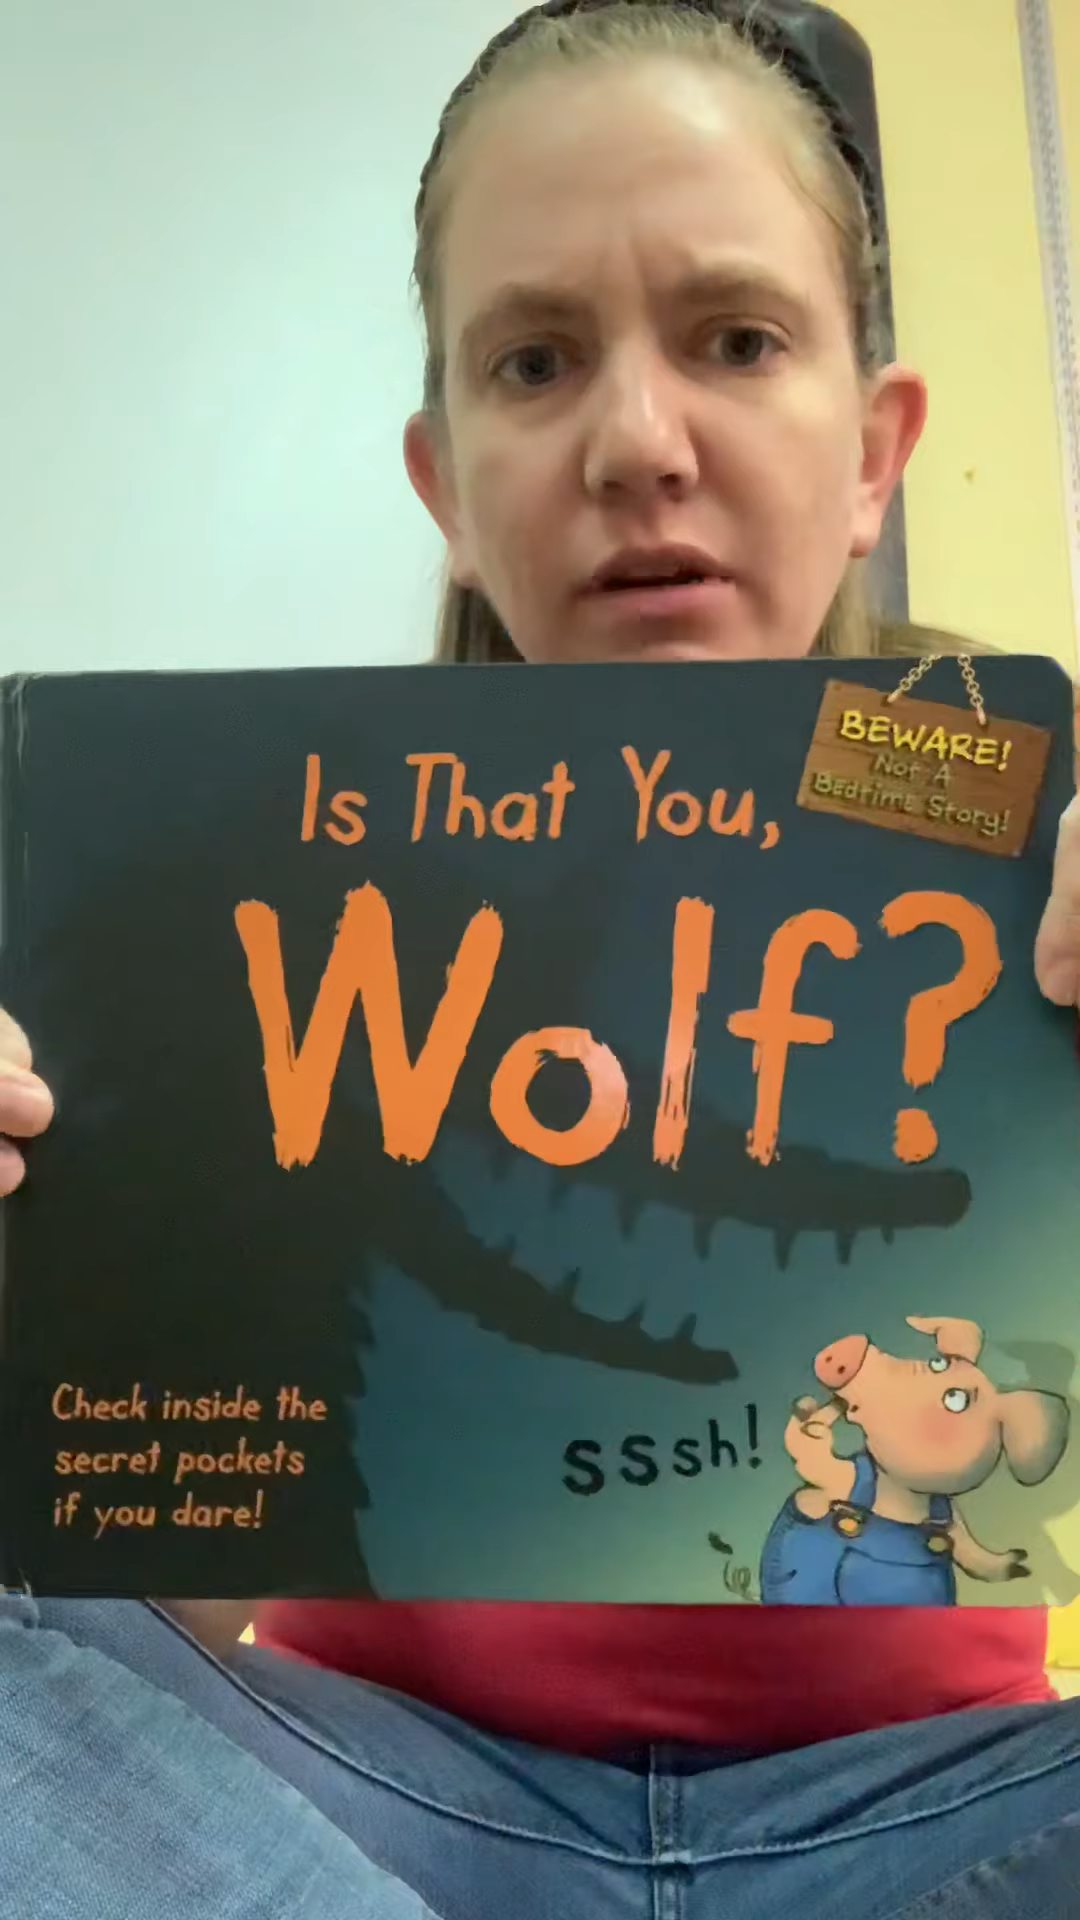 BEWARE!
Not A
Bedtime Story!
Is That You,
Wolf?
Check inside the
secret pockets
if you dare!
sssh!